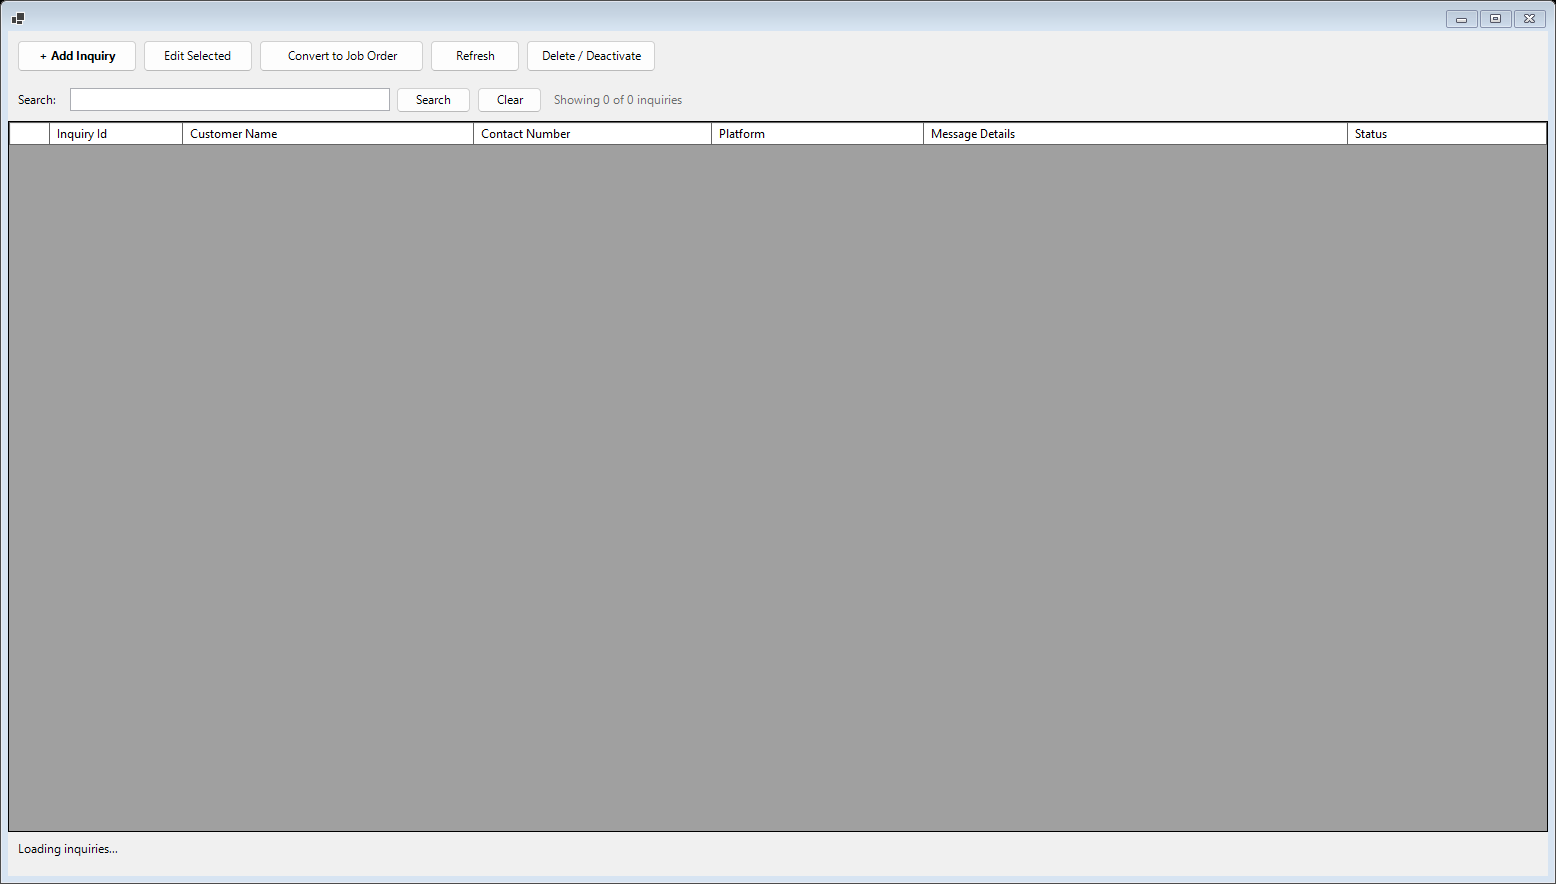 + Add Inquiry Edit Selected Convert to Job Order Refresh Delete / Deactivate
Search: Search Clear Showing 0 of 0 inquiries
Inquiry Id Customer Name Contact Number Platform Message Details Status
Loading inquiries...